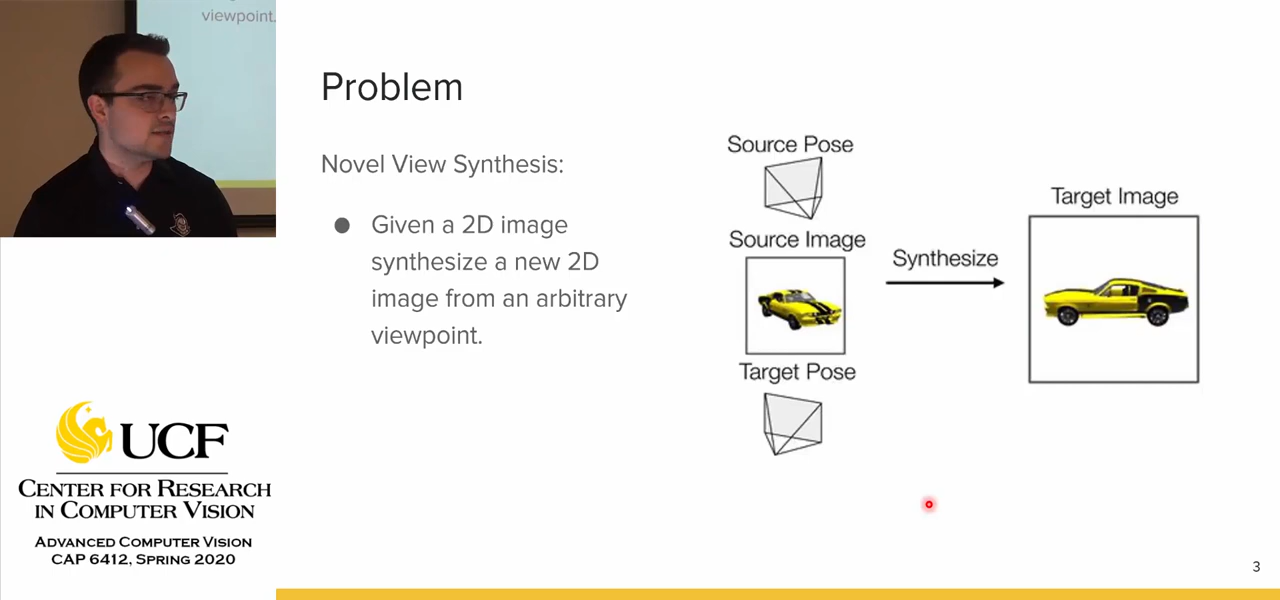 viewpoint.
Problem
Novel View Synthesis:
● Given a 2D image
synthesize a new 2D
image from an arbitrary
viewpoint.
Source Pose
Source Image
Target Pose
Synthesize
Target Image
UCF
CENTER FOR RESEARCH
IN COMPUTER VISION
ADVANCED COMPUTER VISION
CAP 6412, SPRING 2020
3